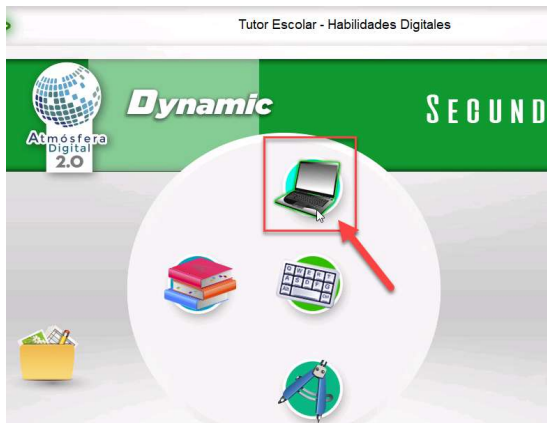 Tutor Escolar - Habilidades Digitales
Dynamic
SECUND
Atmósfera
Digital
2.0
Q W E R T
A S D F G